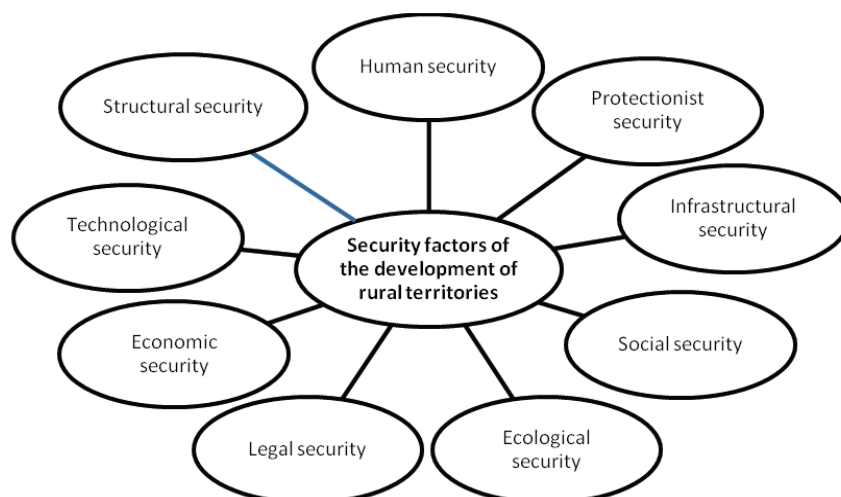 Human security
Structural security
Protectionist
security
Technological
security
Infrastructural
security
Security factors of
the development of
rural territories
Economic
security
Social security
Legal security
Ecological
security